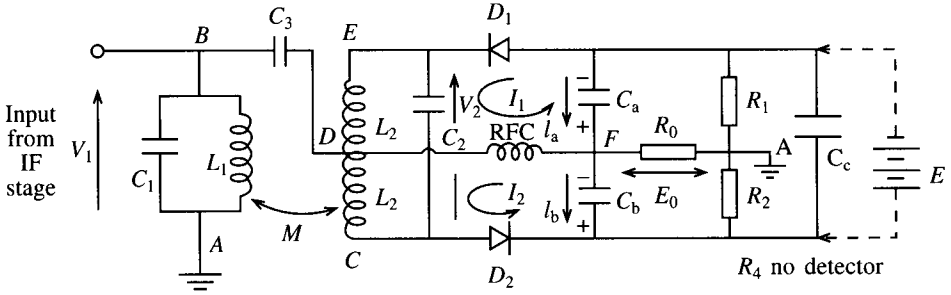 Input
from
IF
stage
V1
B
C3
C1
L1
A
M
E
D
C
L2
L2
C2
V2
D1
I1
RFC
I2
D2
la
lb
Ca
Cb
− 
+
−
+
F
R0
E0
R1
R2
A
Cc
E
R4 no detector